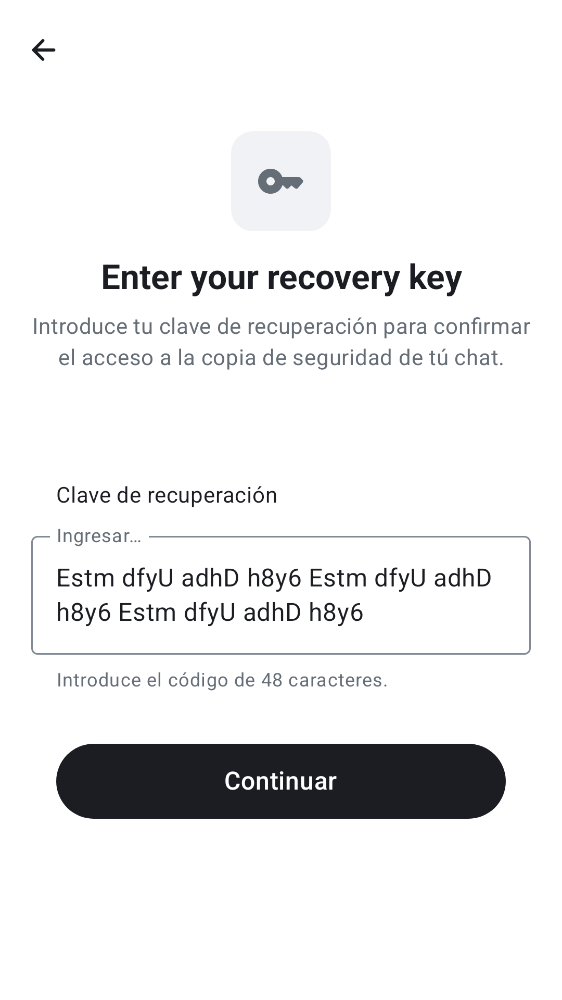 Enter your recovery key
Introduce tu clave de recuperación para confirmar
el acceso a la copia de seguridad de tú chat.
Clave de recuperación
Ingresar…
Estm dfyU adhD h8y6 Estm dfyU adhD
h8y6 Estm dfyU adhD h8y6
Introduce el código de 48 caracteres.
Continuar